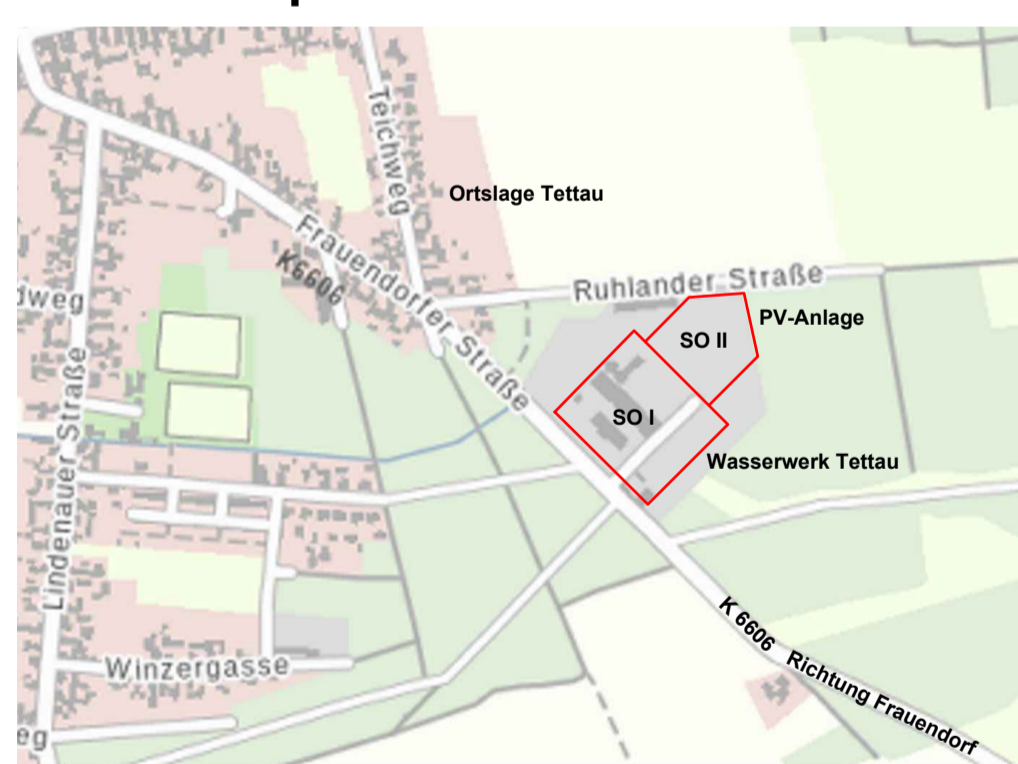 Teichweg
Ortslage Tettau
Frauendorfer Straße
K6606
Ruhlander Straße
PV-Anlage
SO II
SO I
Wasserwerk Tettau
dweg
Lindenauer Straße
Winzergasse
K 6606 Richtung Frauendorf
eg